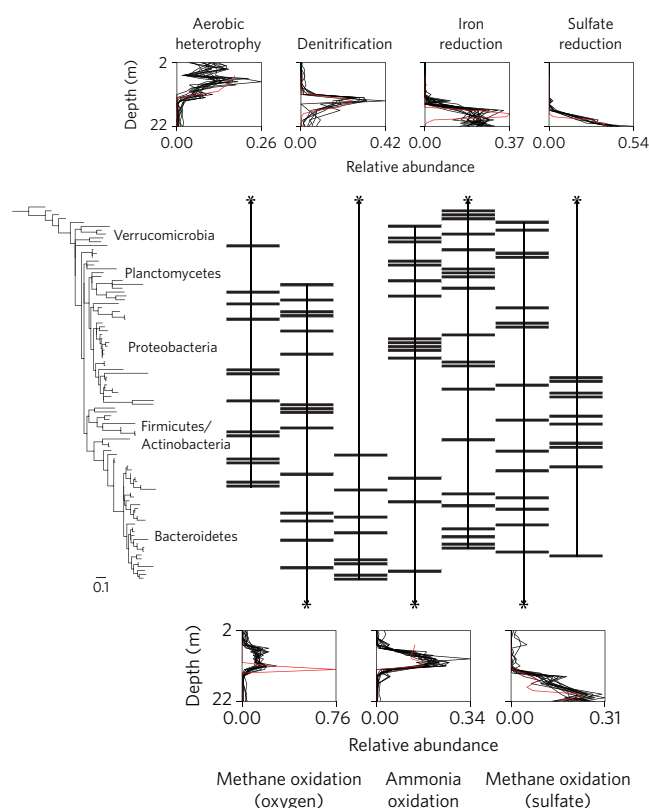 Aerobic
heterotrophy
Denitrification
Iron
reduction
Sulfate
reduction
Depth (m)
2
22
0.00
0.26
0.00
0.42
0.00
0.37
0.00
0.54
Relative abundance
* * * *
Verrucomicrobia
Planctomycetes
Proteobacteria
Firmicutes/
Actinobacteria
Bacteroidetes
0.1
* * *
Depth (m)
2
22
0.00
0.76
0.00
0.34
0.00
0.31
Relative abundance
Methane oxidation
(oxygen)
Ammonia
oxidation
Methane oxidation
(sulfate)